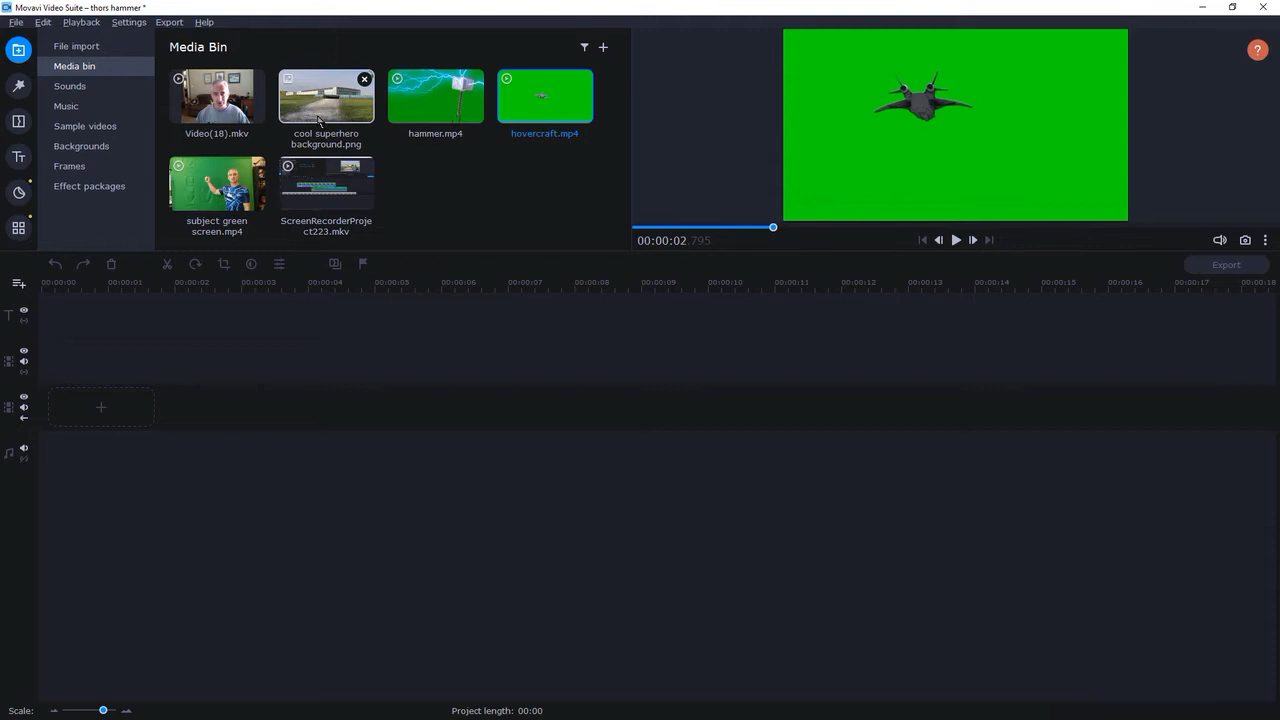 Movavi Video Suite – thors hammer *
File Edit Playback Settings Export Help
File import
Media bin
Sounds
Music
Sample videos
Backgrounds
Frames
Effect packages
Media Bin
Video(18).mkv
cool superhero
background.png
hammer.mp4
hovercraft.mp4
subject green
screen.mp4
ScreenRecorderProje
ct223.mkv
00:00:02.795
?
Export
00:00:00 00:00:01 00:00:02 00:00:03 00:00:04 00:00:05 00:00:06 00:00:07 00:00:08 00:00:09 00:00:10 00:00:11 00:00:12 00:00:13 00:00:14 00:00:15 00:00:16 00:00:17 00:00:18
Scale:
Project length: 00:00